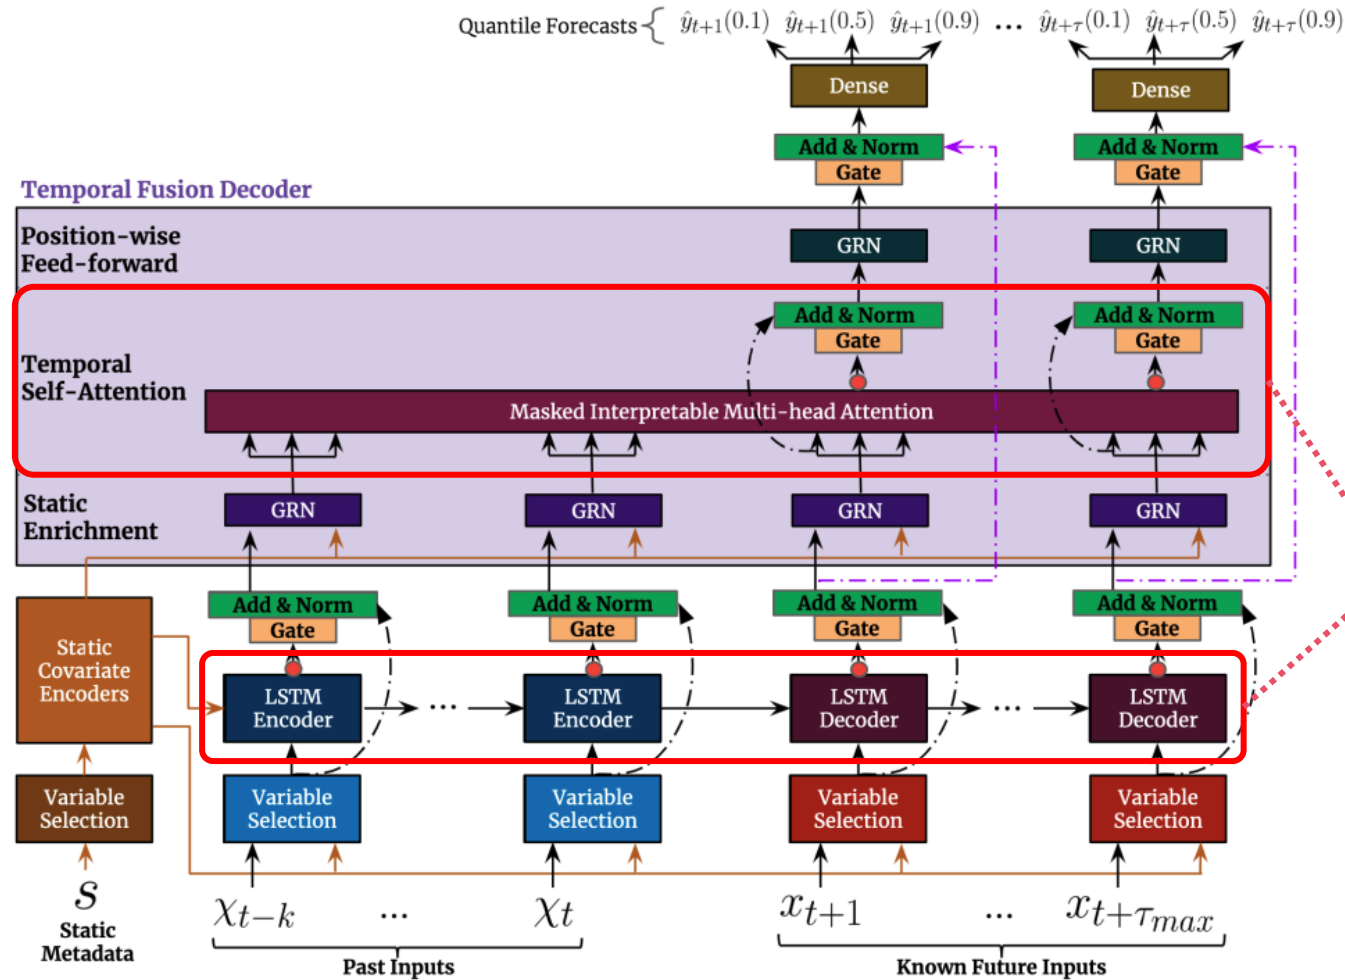 Quantile Forecasts { ŷt+1(0.1) ŷt+1(0.5) ŷt+1(0.9) ... ŷt+τ(0.1) ŷt+τ(0.5) ŷt+τ(0.9)
Dense Dense
Add & Norm Add & Norm
Gate Gate
Temporal Fusion Decoder
Position-wise
Feed-forward
GRN GRN
Add & Norm Add & Norm
Gate Gate
Temporal
Self-Attention
Masked Interpretable Multi-head Attention
Static
Enrichment
GRN GRN GRN GRN
Add & Norm Add & Norm Add & Norm Add & Norm
Gate Gate Gate Gate
Static
Covariate
Encoders
LSTM
Encoder
...
LSTM
Encoder
LSTM
Decoder
...
LSTM
Decoder
Variable
Selection
Variable
Selection
Variable
Selection
Variable
Selection
Variable
Selection
s
Static
Metadata
χt−k ... χt xt+1 ... xt+τmax
Past Inputs Known Future Inputs